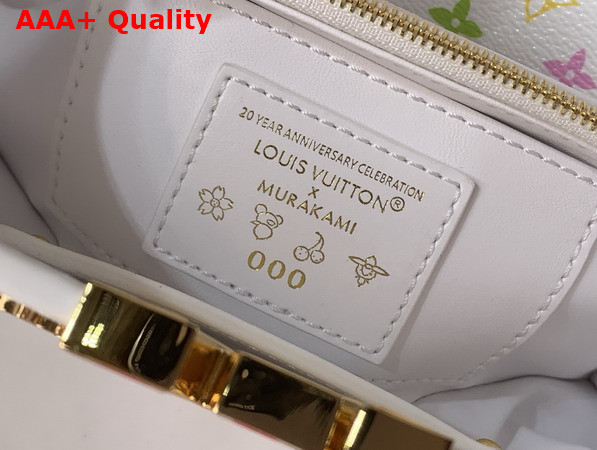 AAA+ Quality
20 YEAR ANNIVERSARY CELEBRATION
LOUIS VUITTON®
x
MURAKAMI
000